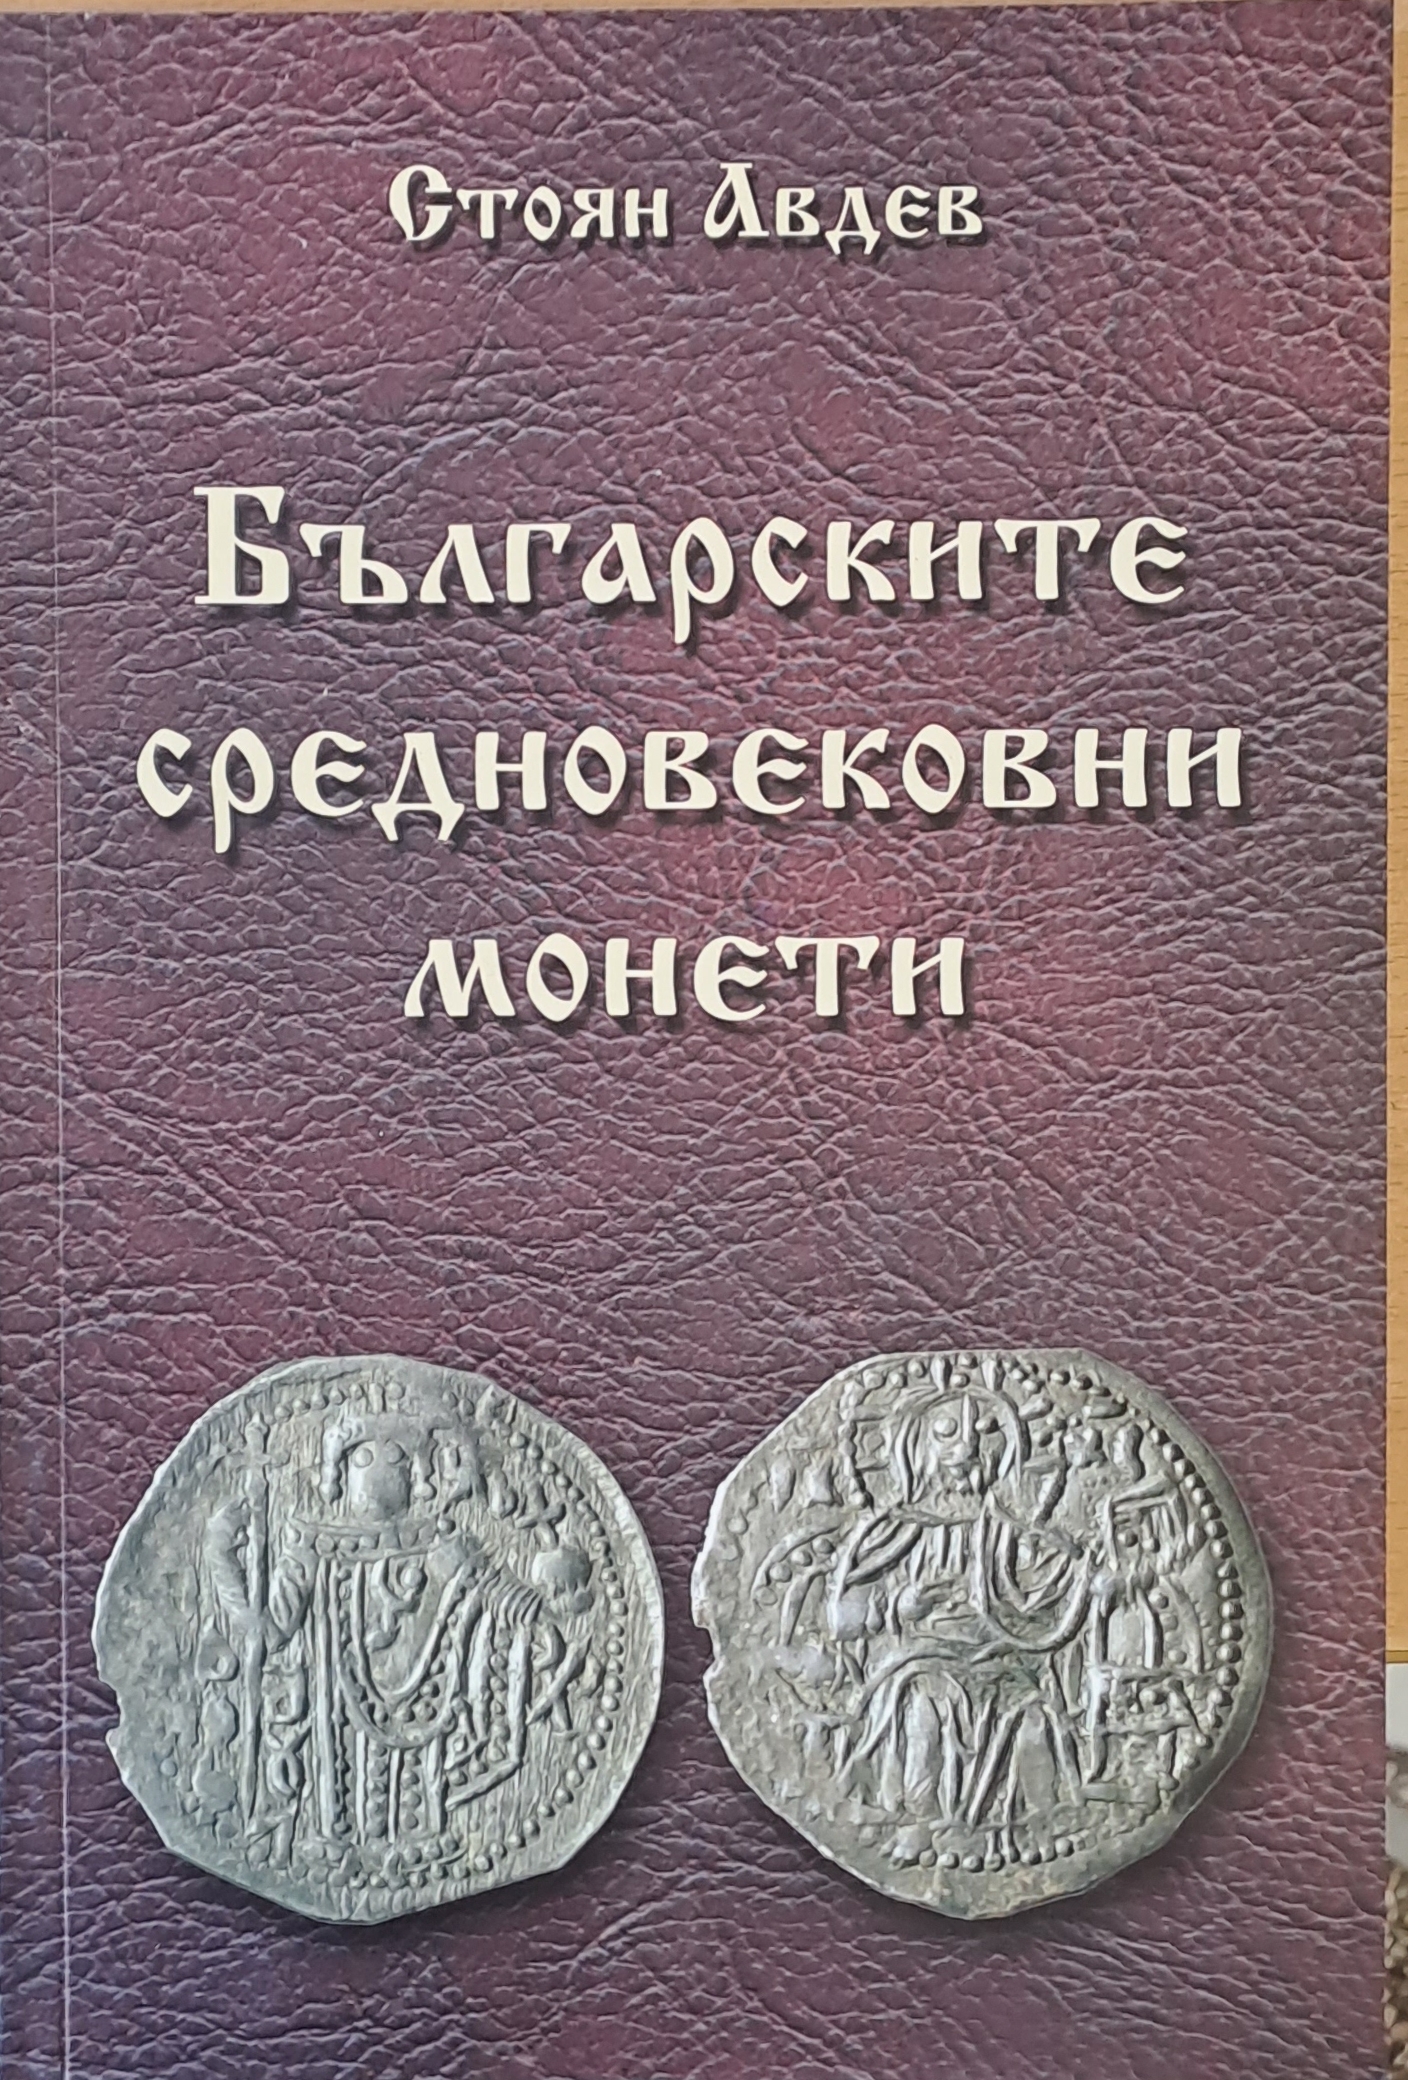 Стоян Авдев
Българските
средновековни
монети